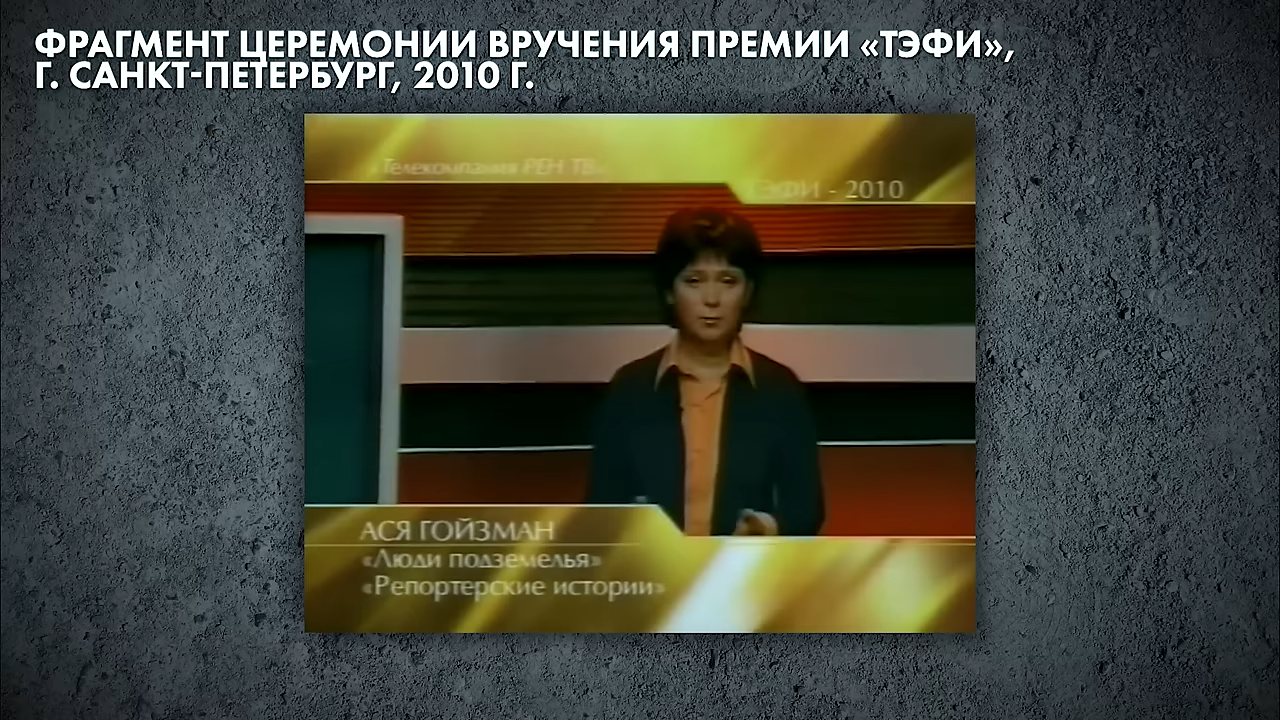 ФРАГМЕНТ ЦЕРЕМОНИИ ВРУЧЕНИЯ ПРЕМИИ «ТЭФИ»,
Г. САНКТ-ПЕТЕРБУРГ, 2010 Г.
«Телекомпания РЕН ТВ»
ТЭФИ - 2010
АСЯ ГОЙЗМАН
«Люди подземелья»
«Репортерские истории»